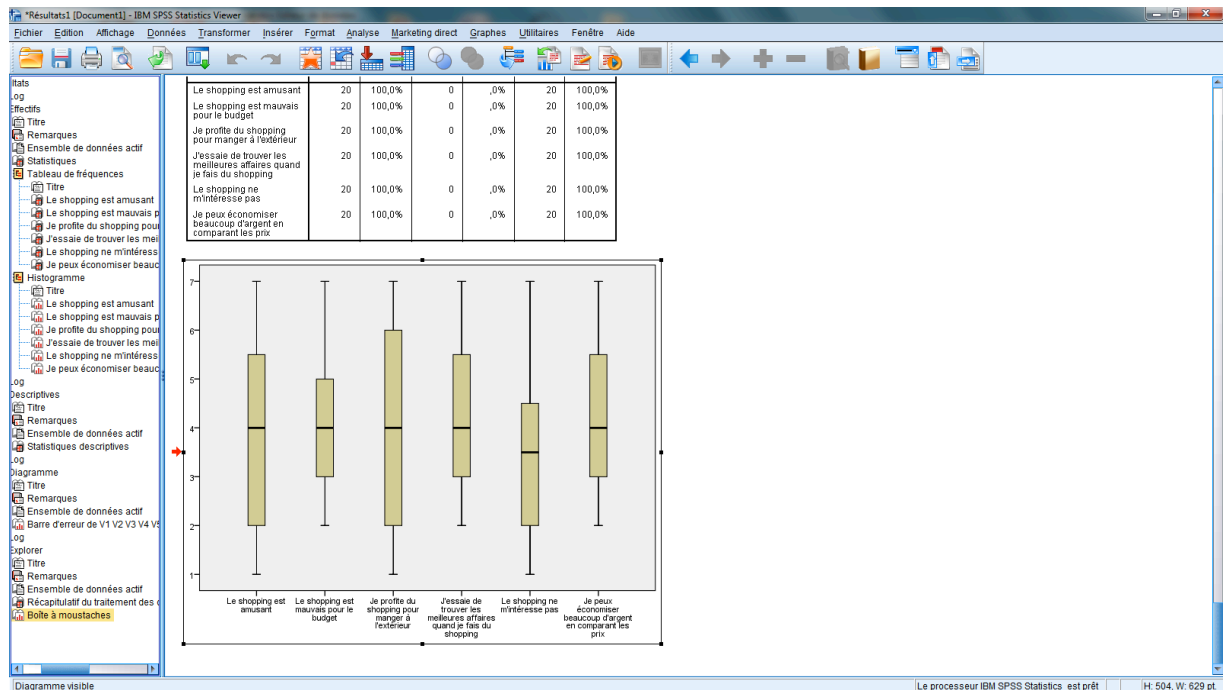 *Résultats1 [Document1] - IBM SPSS Statistics Viewer
Fichier Edition Affichage Données Transformer Insérer Format Analyse Marketing direct Graphes Utilitaires Fenêtre Aide
ltats
Log
Effectifs
Titre
Remarques
Ensemble de données actif
Statistiques
Tableau de fréquences
Titre
Le shopping est amusant
Le shopping est mauvais p
Je profite du shopping pour
J'essaie de trouver les mei
Le shopping ne m'intéress
Je peux économiser beauc
Histogramme
Titre
Le shopping est amusant
Le shopping est mauvais p
Je profite du shopping pour
J'essaie de trouver les mei
Le shopping ne m'intéress
Je peux économiser beauc
Log
Descriptives
Titre
Remarques
Ensemble de données actif
Statistiques descriptives
Log
Diagramme
Titre
Remarques
Ensemble de données actif
Barre d'erreur de V1 V2 V3 V4 V5
Log
Explorer
Titre
Remarques
Ensemble de données actif
Récapitulatif du traitement des
Boîte à moustaches
Le shopping est amusant 20 100,0% 0 ,0% 20 100,0%
Le shopping est mauvais
pour le budget 20 100,0% 0 ,0% 20 100,0%
Je profite du shopping
pour manger à l'extérieur 20 100,0% 0 ,0% 20 100,0%
J'essaie de trouver les
meilleures affaires quand
je fais du shopping 20 100,0% 0 ,0% 20 100,0%
Le shopping ne
m'intéresse pas 20 100,0% 0 ,0% 20 100,0%
Je peux économiser
beaucoup d'argent en
comparant les prix 20 100,0% 0 ,0% 20 100,0%
7
6
5
4
3
2
1
Le shopping est
amusant
Le shopping est
mauvais pour le
budget
Je profite du
shopping pour
manger à
l'extérieur
J'essaie de
trouver les
meilleures affaires
quand je fais du
shopping
Le shopping ne
m'intéresse pas
Je peux
économiser
beaucoup d'argent
en comparant les
prix
Diagramme visible
Le processeur IBM SPSS Statistics est prêt
H: 504, W: 629 pt.